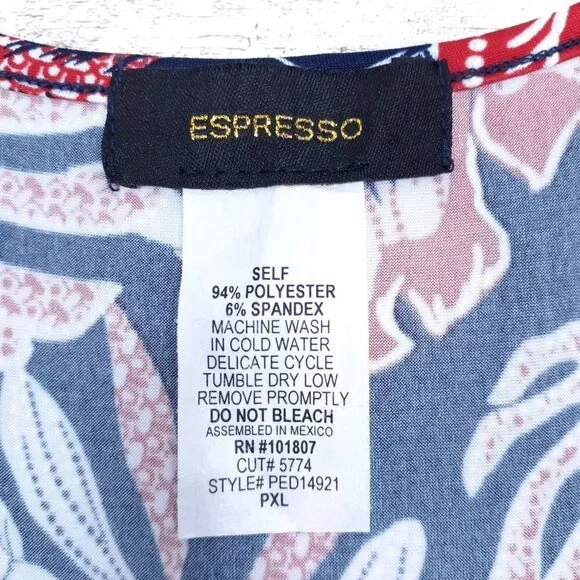 ESPRESSO
SELF
94% POLYESTER
6% SPANDEX
MACHINE WASH
IN COLD WATER
DELICATE CYCLE
TUMBLE DRY LOW
REMOVE PROMPTLY
DO NOT BLEACH
ASSEMBLED IN MEXICO
RN #101807
CUT# 5774
STYLE# PED14921
PXL